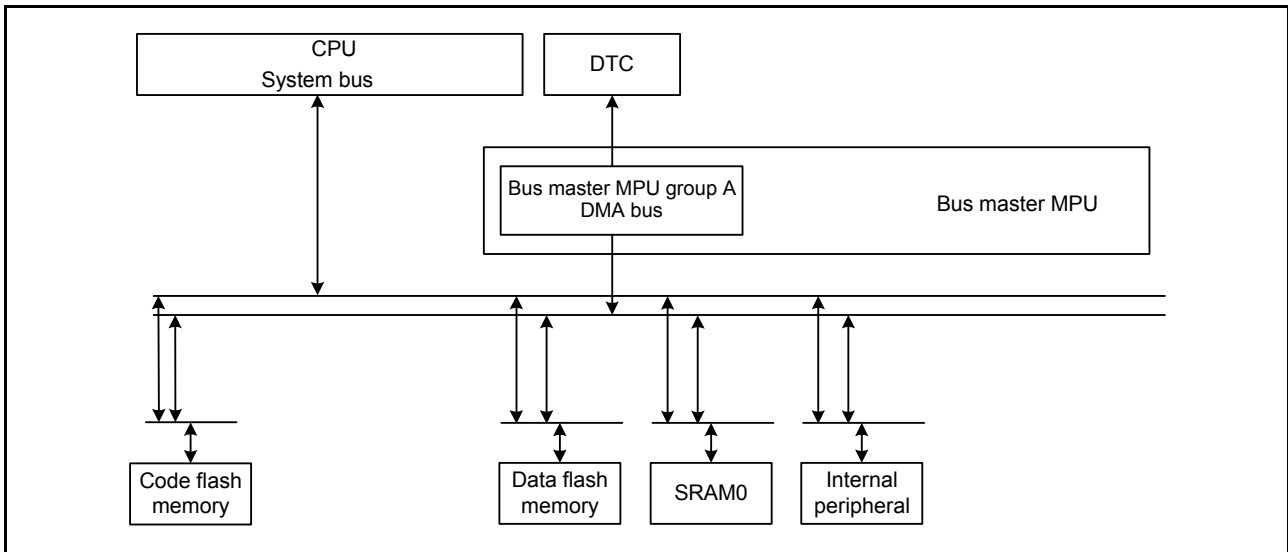 CPU
System bus
DTC
Bus master MPU group A
DMA bus
Bus master MPU
Code flash
memory
Data flash
memory
SRAM0
Internal
peripheral